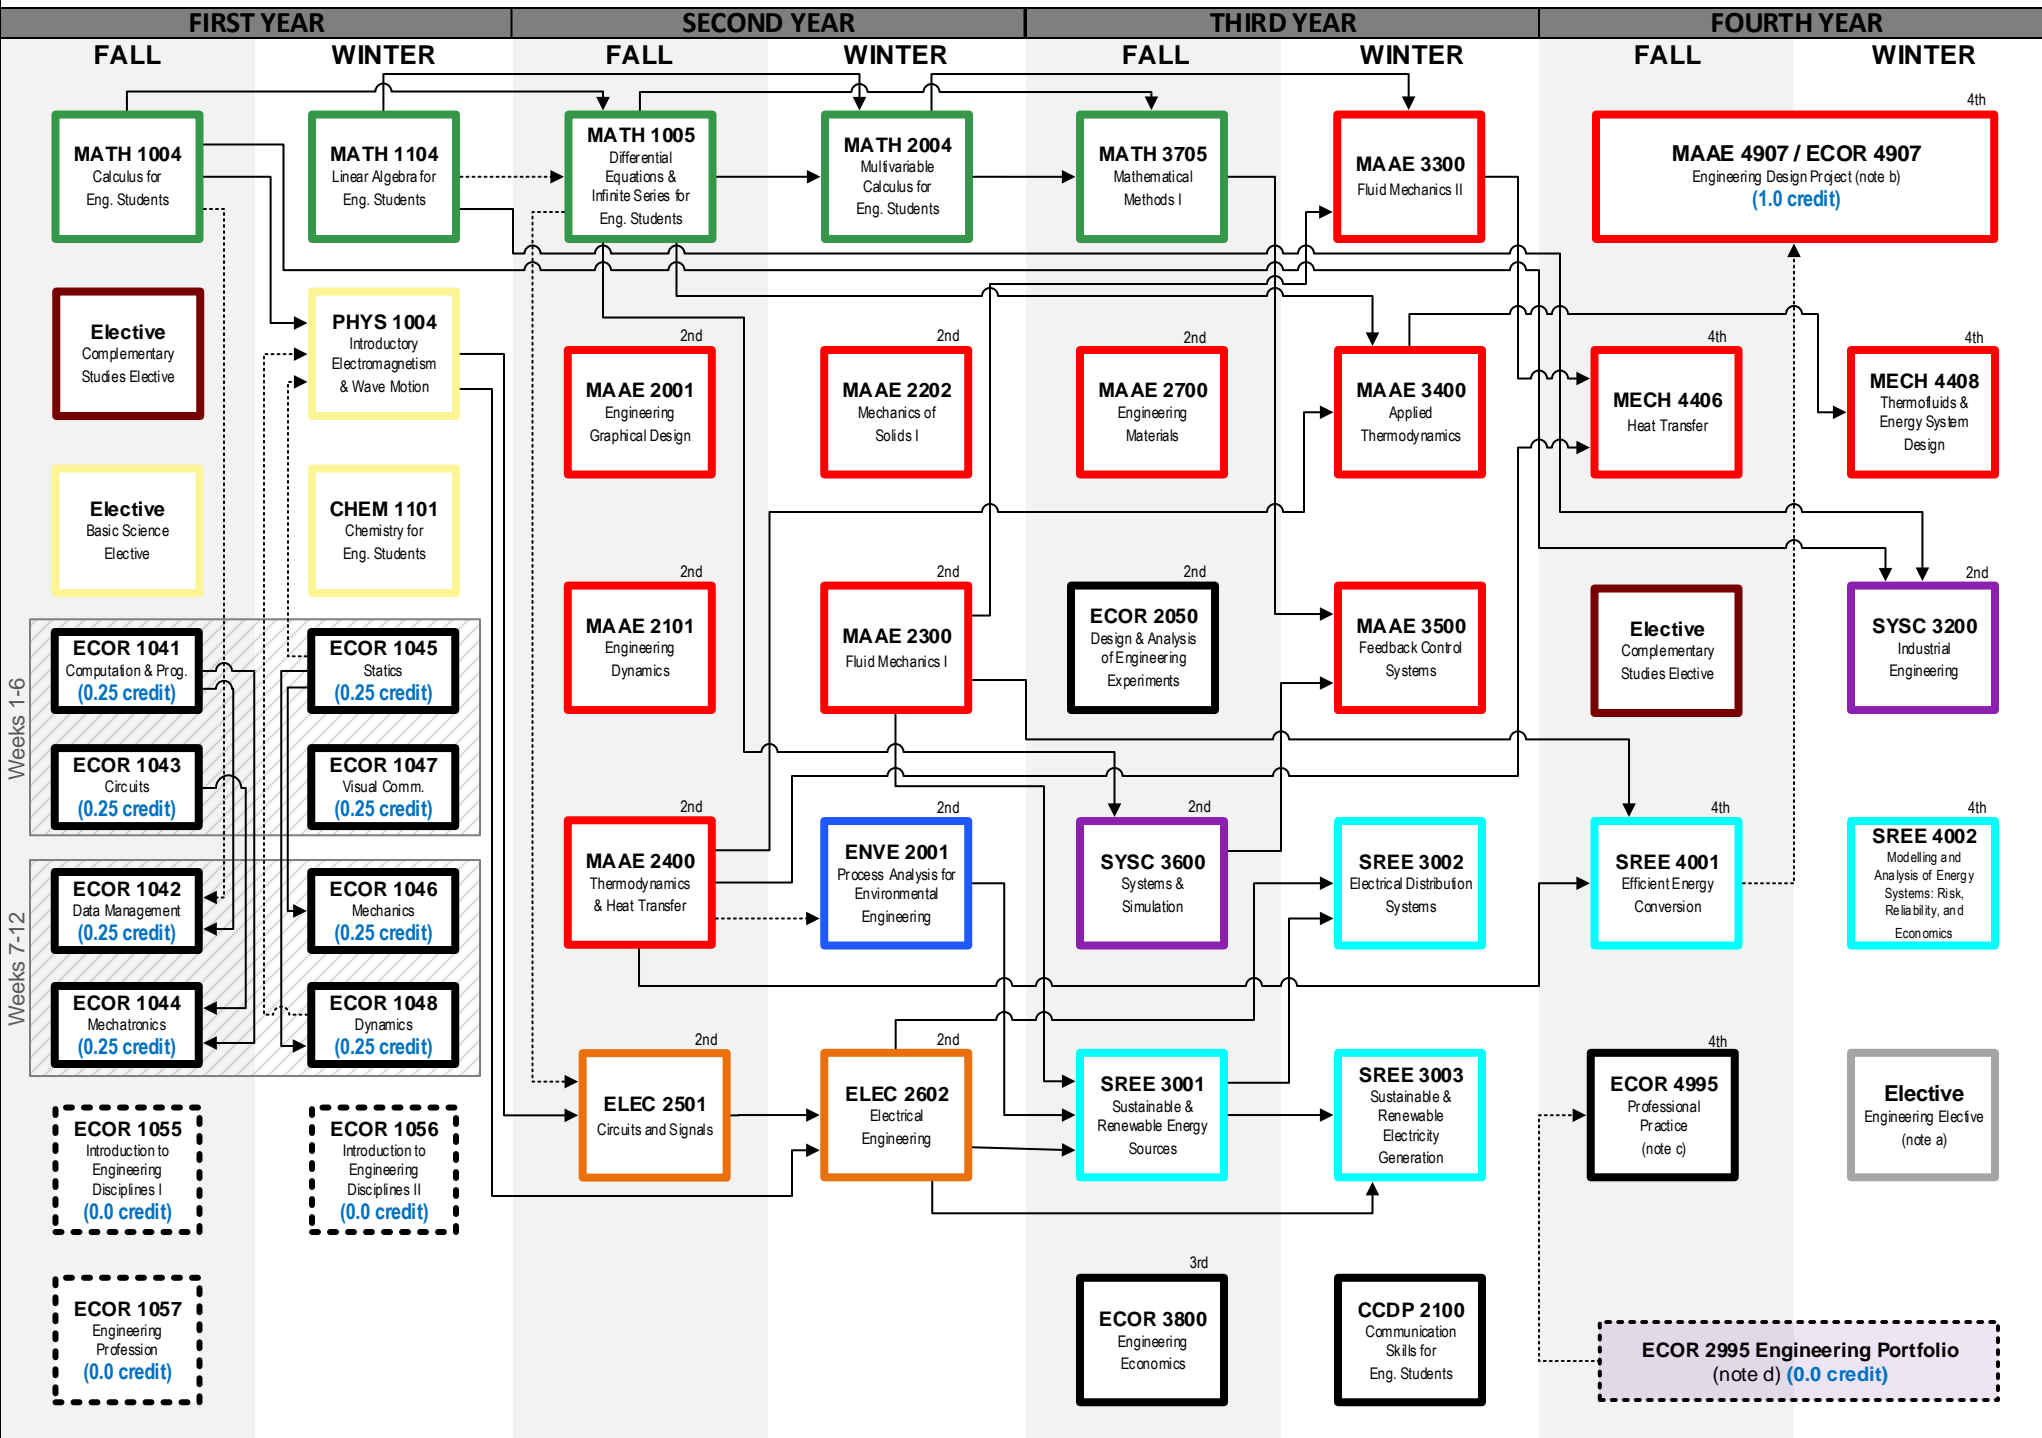 FIRST YEAR
SECOND YEAR
THIRD YEAR
FOURTH YEAR
FALL
WINTER
FALL
WINTER
FALL
WINTER
FALL
WINTER
MATH 1004
Calculus for
Eng. Students
MATH 1104
Linear Algebra for
Eng. Students
MATH 1005
Differential
Equations &
Infinite Series for
Eng. Students
MATH 2004
Multivariable
Calculus for
Eng. Students
MATH 3705
Mathematical
Methods I
MAAE 3300
Fluid Mechanics II
4th
MAAE 4907 / ECOR 4907
Engineering Design Project (note b)
(1.0 credit)
Elective
Complementary
Studies Elective
PHYS 1004
Introductory
Electromagnetism
& Wave Motion
2nd
MAAE 2001
Engineering
Graphical Design
2nd
MAAE 2202
Mechanics of
Solids I
2nd
MAAE 2700
Engineering
Materials
MAAE 3400
Applied
Thermodynamics
4th
MECH 4406
Heat Transfer
4th
MECH 4408
Thermofluids &
Energy System
Design
Elective
Basic Science
Elective
CHEM 1101
Chemistry for
Eng. Students
2nd
MAAE 2101
Engineering
Dynamics
2nd
MAAE 2300
Fluid Mechanics I
2nd
ECOR 2050
Design & Analysis
of Engineering
Experiments
MAAE 3500
Feedback Control
Systems
Elective
Complementary
Studies Elective
2nd
SYSC 3200
Industrial
Engineering
Weeks 1-6
ECOR 1041
Computation & Prog.
(0.25 credit)
ECOR 1045
Statics
(0.25 credit)
ECOR 1043
Circuits
(0.25 credit)
ECOR 1047
Visual Comm.
(0.25 credit)
Weeks 7-12
ECOR 1042
Data Management
(0.25 credit)
ECOR 1046
Mechanics
(0.25 credit)
ECOR 1044
Mechatronics
(0.25 credit)
ECOR 1048
Dynamics
(0.25 credit)
2nd
MAAE 2400
Thermodynamics
& Heat Transfer
2nd
ENVE 2001
Process Analysis for
Environmental
Engineering
2nd
SYSC 3600
Systems &
Simulation
SREE 3002
Electrical Distribution
Systems
4th
SREE 4001
Efficient Energy
Conversion
4th
SREE 4002
Modelling and
Analysis of Energy
Systems: Risk,
Reliability, and
Economics
2nd
ELEC 2501
Circuits and Signals
2nd
ELEC 2602
Electrical
Engineering
SREE 3001
Sustainable &
Renewable Energy
Sources
SREE 3003
Sustainable &
Renewable
Electricity
Generation
4th
ECOR 4995
Professional
Practice
(note c)
Elective
Engineering Elective
(note a)
ECOR 1055
Introduction to
Engineering
Disciplines I
(0.0 credit)
ECOR 1056
Introduction to
Engineering
Disciplines II
(0.0 credit)
ECOR 1057
Engineering
Profession
(0.0 credit)
3rd
ECOR 3800
Engineering
Economics
CCDP 2100
Communication
Skills for
Eng. Students
ECOR 2995 Engineering Portfolio
(note d) (0.0 credit)